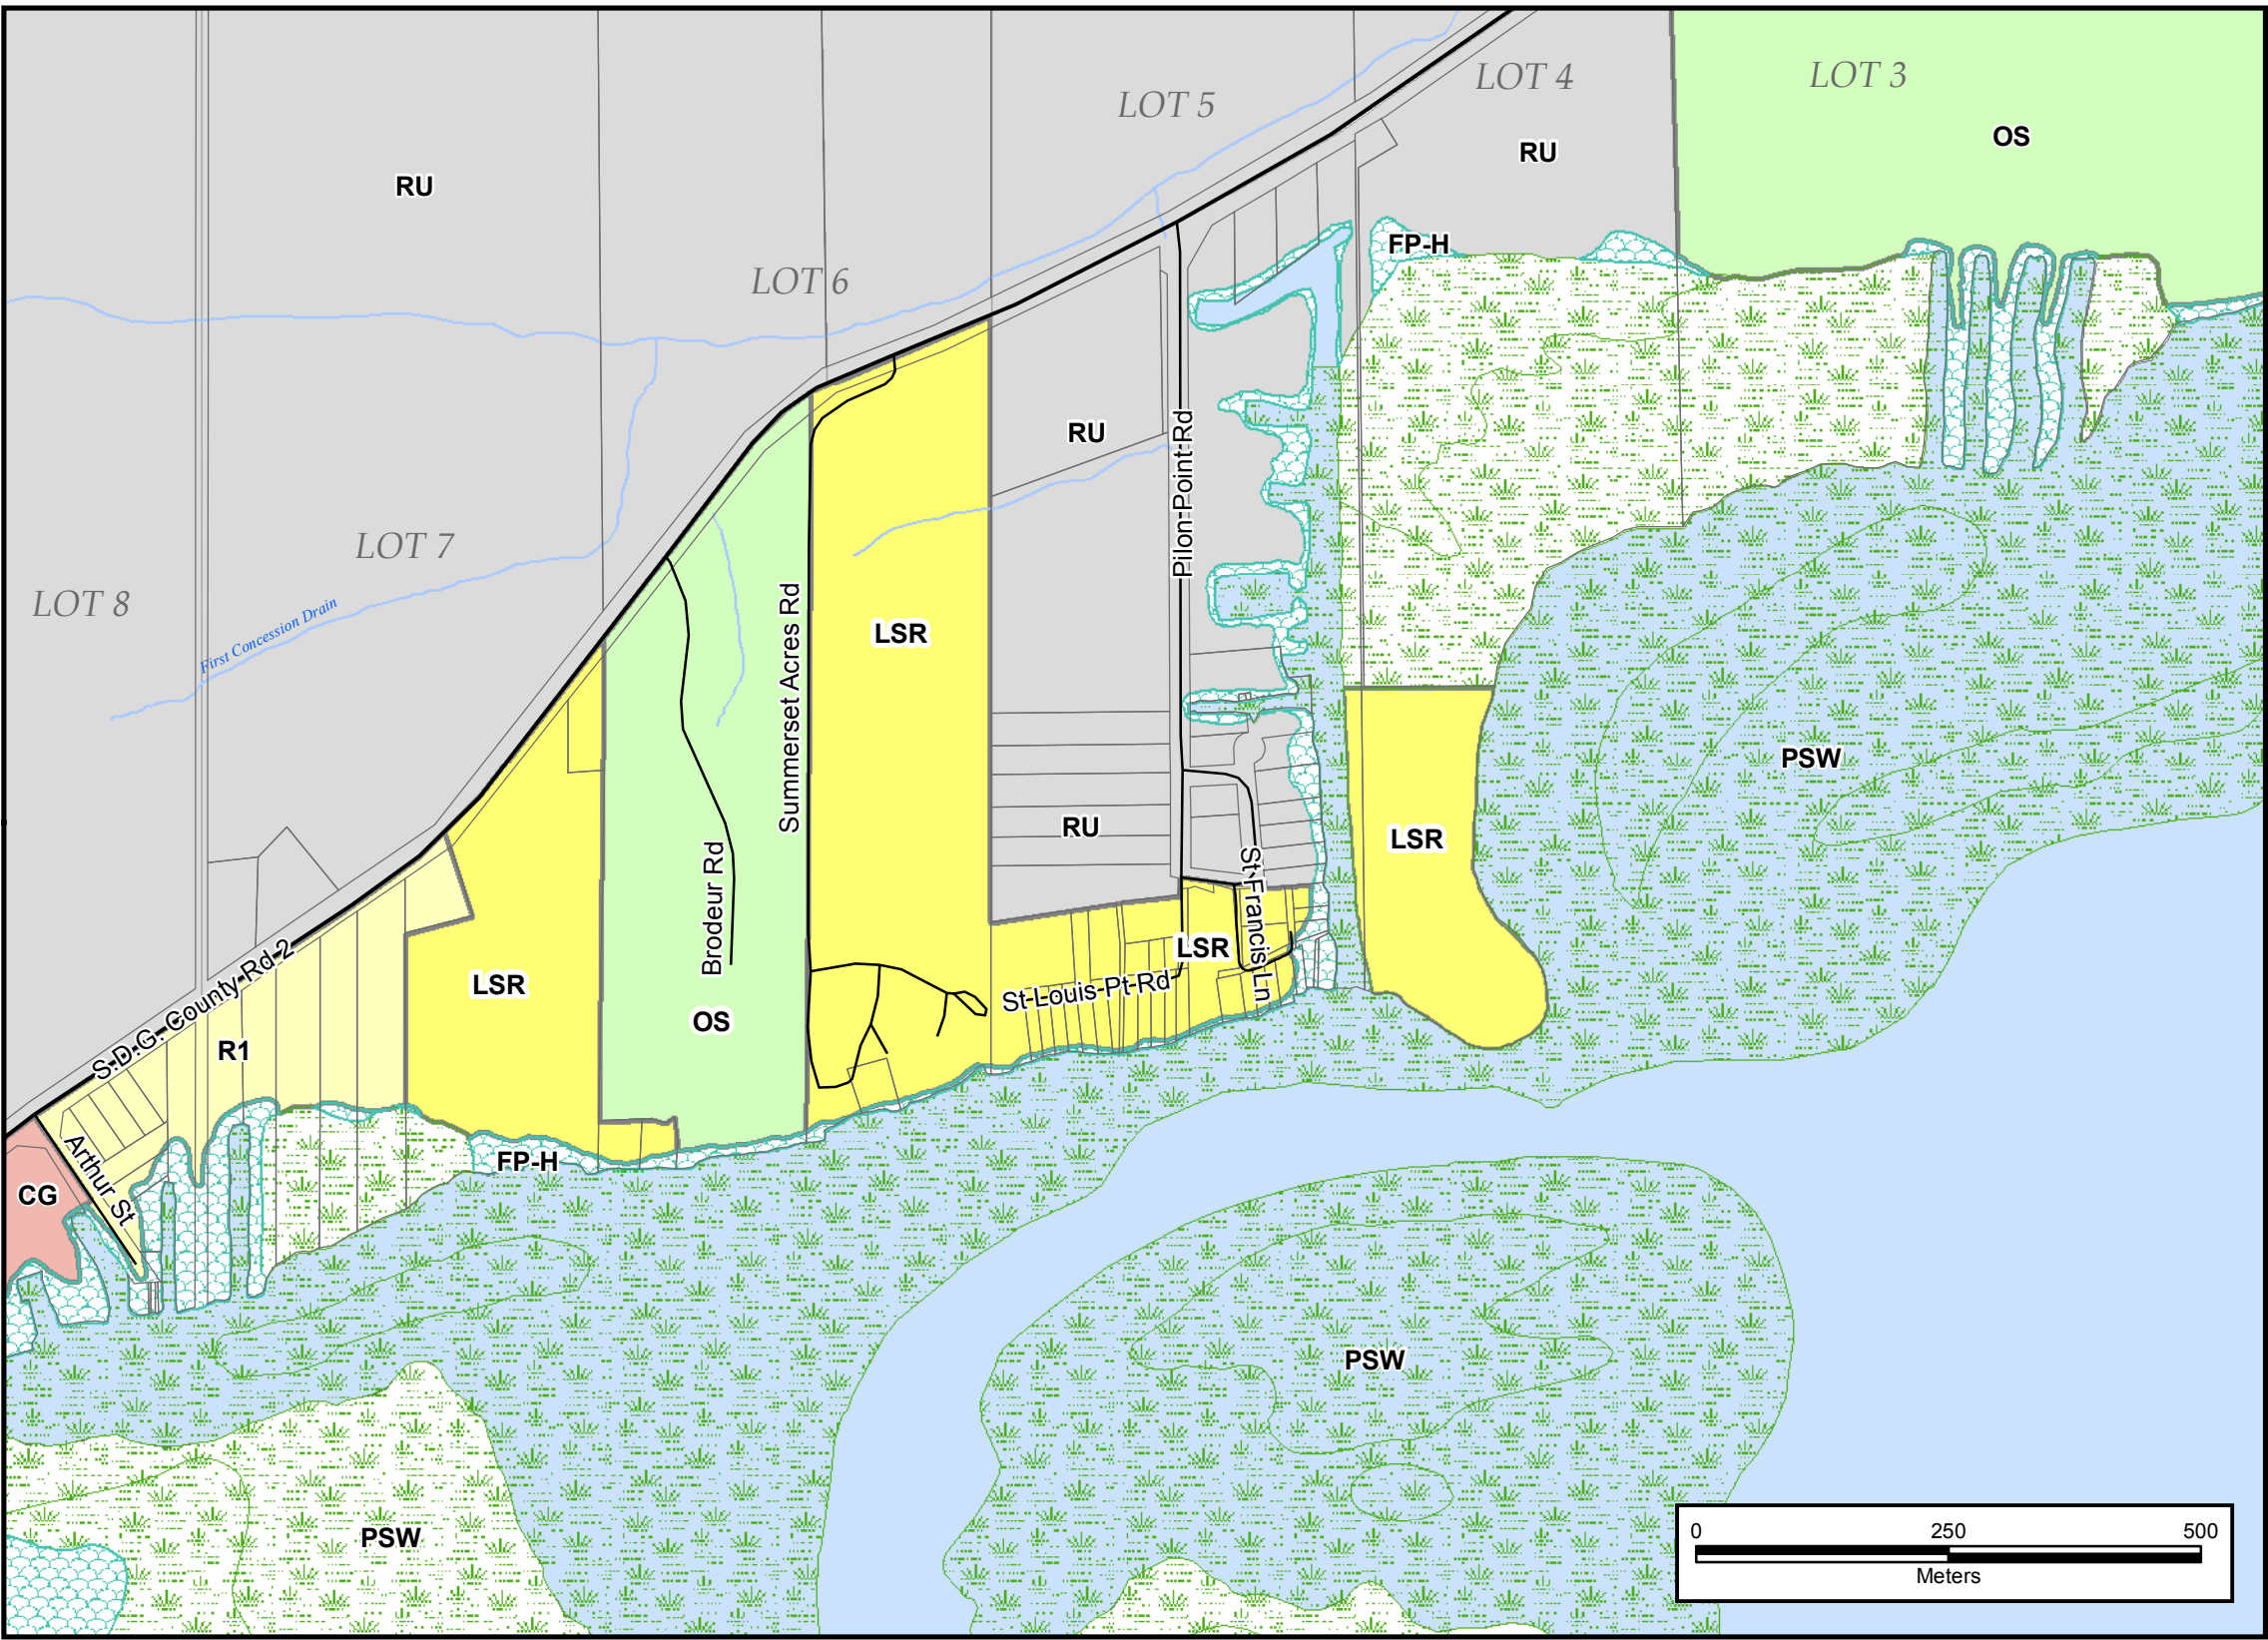 LOT 3
LOT 4
LOT 5
OS
RU
RU
FP-H
LOT 6
RU
Pilon Point Rd
LOT 7
LOT 8
First Concession Drain
Summerset Acres Rd
LSR
PSW
RU
LSR
Brodeur Rd
St Francis Ln
LSR
S.D.G. County Rd 2
LSR
St Louis Pt Rd
OS
R1
Arthur St
FP-H
CG
PSW
PSW
0 250 500
Meters